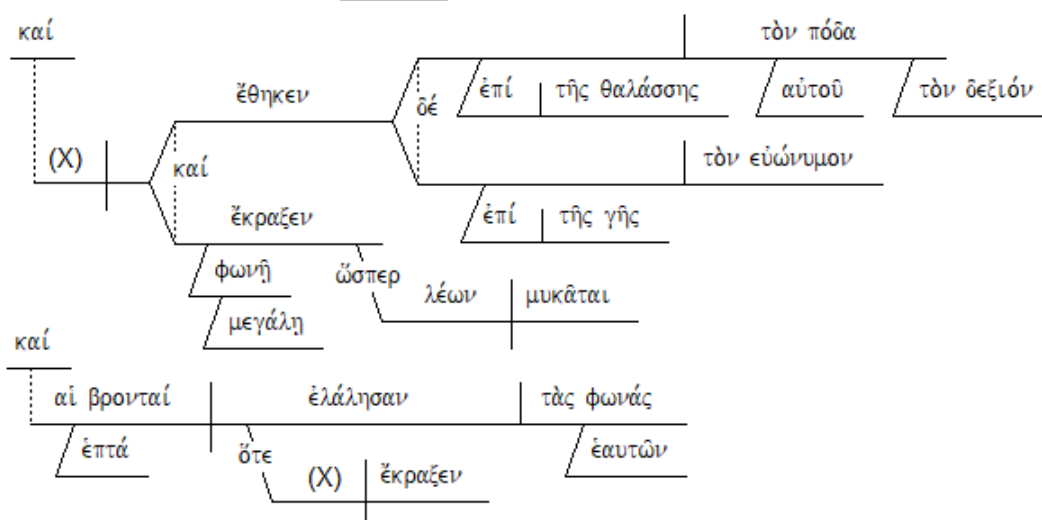 καί
τὸν πόδα
ἔθηκεν
δέ
ἐπί τῆς θαλάσσης αὐτοῦ τὸν δεξιόν
(X)
καί
τὸν εὐώνυμον
ἔκραξεν
ἐπί τῆς γῆς
φωνῇ
ὥσπερ
λέων μυκᾶται
μεγάλῃ
καί
αἱ βρονταί ἐλάλησαν τὰς φωνάς
ἑπτά
ὅτε
ἑαυτῶν
(X) ἔκραξεν